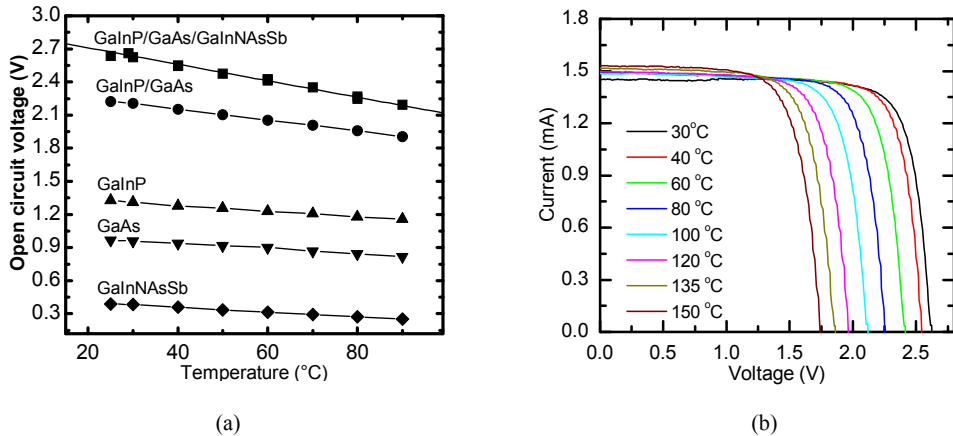 Open circuit voltage (V)
3.0
2.7
2.4
2.1
1.8
1.5
1.2
0.9
0.6
0.3
GaInP/GaAs/GaInNAsSb
GaInP/GaAs
GaInP
GaAs
GaInNAsSb
20 40 60 80
Temperature (°C)
(a)
Current (mA)
1.8
1.5
1.2
0.9
0.6
0.3
0.0
30°C
40 °C
60 °C
80 °C
100 °C
120 °C
135 °C
150 °C
0.0 0.5 1.0 1.5 2.0 2.5
Voltage (V)
(b)